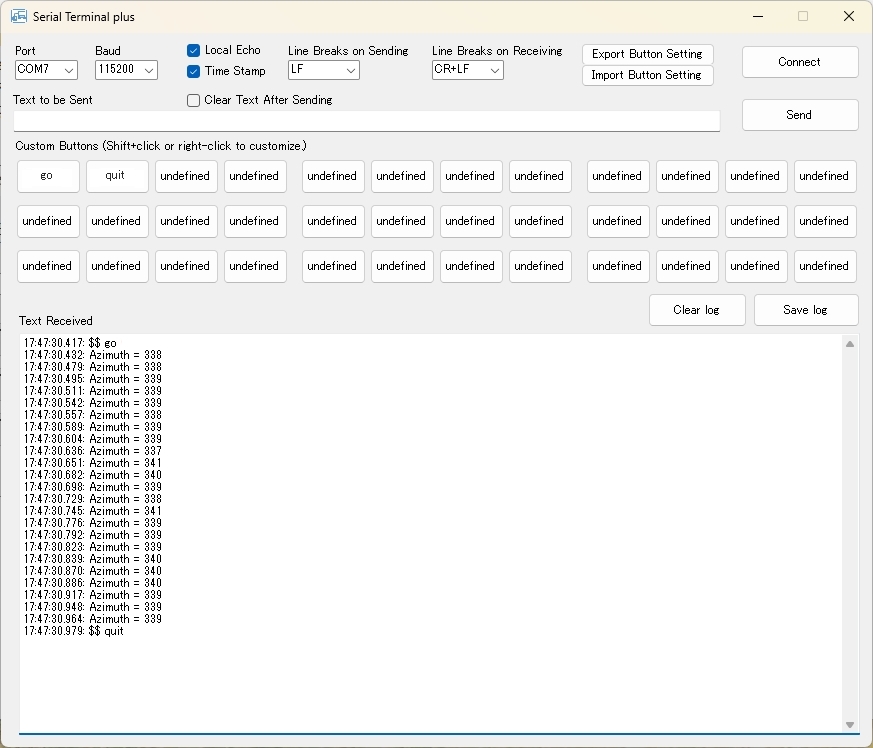 Serial Terminal plus
Port Baud Local Echo Line Breaks on Sending Line Breaks on Receiving Export Button Setting Connect
COM7 115200 Time Stamp LF CR+LF Import Button Setting
Text to be Sent Clear Text After Sending Send
Custom Buttons (Shift+click or right-click to customize.)
go quit undefined undefined undefined undefined undefined undefined undefined undefined undefined undefined
undefined undefined undefined undefined undefined undefined undefined undefined undefined undefined undefined undefined
undefined undefined undefined undefined undefined undefined undefined undefined undefined undefined undefined undefined
Clear log Save log
Text Received
17:47:30.417: $$ go
17:47:30.432: Azimuth = 338
17:47:30.479: Azimuth = 338
17:47:30.495: Azimuth = 339
17:47:30.511: Azimuth = 339
17:47:30.542: Azimuth = 339
17:47:30.557: Azimuth = 338
17:47:30.589: Azimuth = 339
17:47:30.604: Azimuth = 339
17:47:30.636: Azimuth = 337
17:47:30.651: Azimuth = 341
17:47:30.682: Azimuth = 340
17:47:30.698: Azimuth = 339
17:47:30.729: Azimuth = 338
17:47:30.745: Azimuth = 341
17:47:30.776: Azimuth = 339
17:47:30.792: Azimuth = 339
17:47:30.823: Azimuth = 339
17:47:30.839: Azimuth = 340
17:47:30.870: Azimuth = 340
17:47:30.886: Azimuth = 340
17:47:30.917: Azimuth = 339
17:47:30.948: Azimuth = 339
17:47:30.964: Azimuth = 339
17:47:30.979: $$ quit